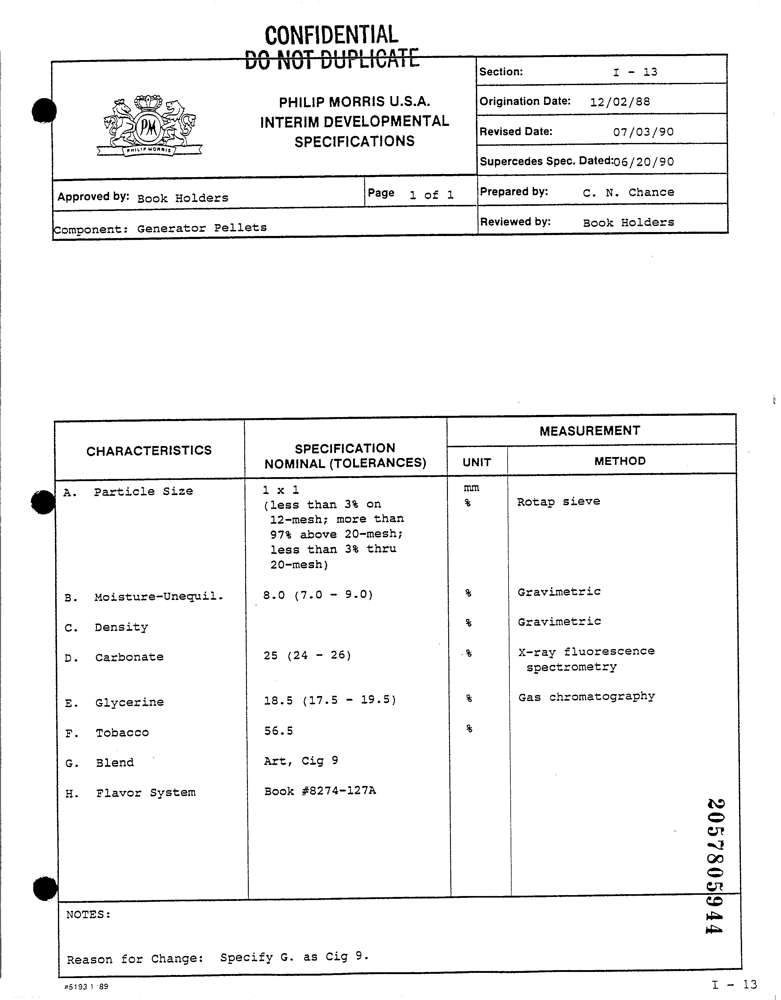 CONFIDENTIAL
DO NOT DUPLICATE
PM
PHILIP MORRIS
PHILIP MORRIS U.S.A.
INTERIM DEVELOPMENTAL
SPECIFICATIONS
Section: I - 13
Origination Date: 12/02/88
Revised Date: 07/03/90
Supercedes Spec. Dated:06/20/90
Approved by: Book Holders
Page 1 of 1
Prepared by: C. N. Chance
Component: Generator Pellets
Reviewed by: Book Holders
CHARACTERISTICS
SPECIFICATION
NOMINAL (TOLERANCES)
MEASUREMENT
UNIT
METHOD
A. Particle Size 1 x 1 mm
(less than 3% on % Rotap sieve
12-mesh; more than
97% above 20-mesh;
less than 3% thru
20-mesh)
B. Moisture-Unequil. 8.0 (7.0 - 9.0) % Gravimetric
C. Density % Gravimetric
D. Carbonate 25 (24 - 26) % X-ray fluorescence
spectrometry
E. Glycerine 18.5 (17.5 - 19.5) % Gas chromatography
F. Tobacco 56.5 %
G. Blend Art, Cig 9
H. Flavor System Book #8274-127A
2057805944
NOTES:
Reason for Change: Specify G. as Cig 9.
#5193 1/89
I - 13